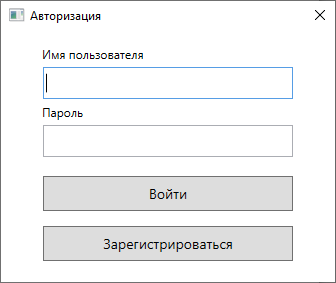 Авторизация
Имя пользователя
Пароль
Войти
Зарегистрироваться